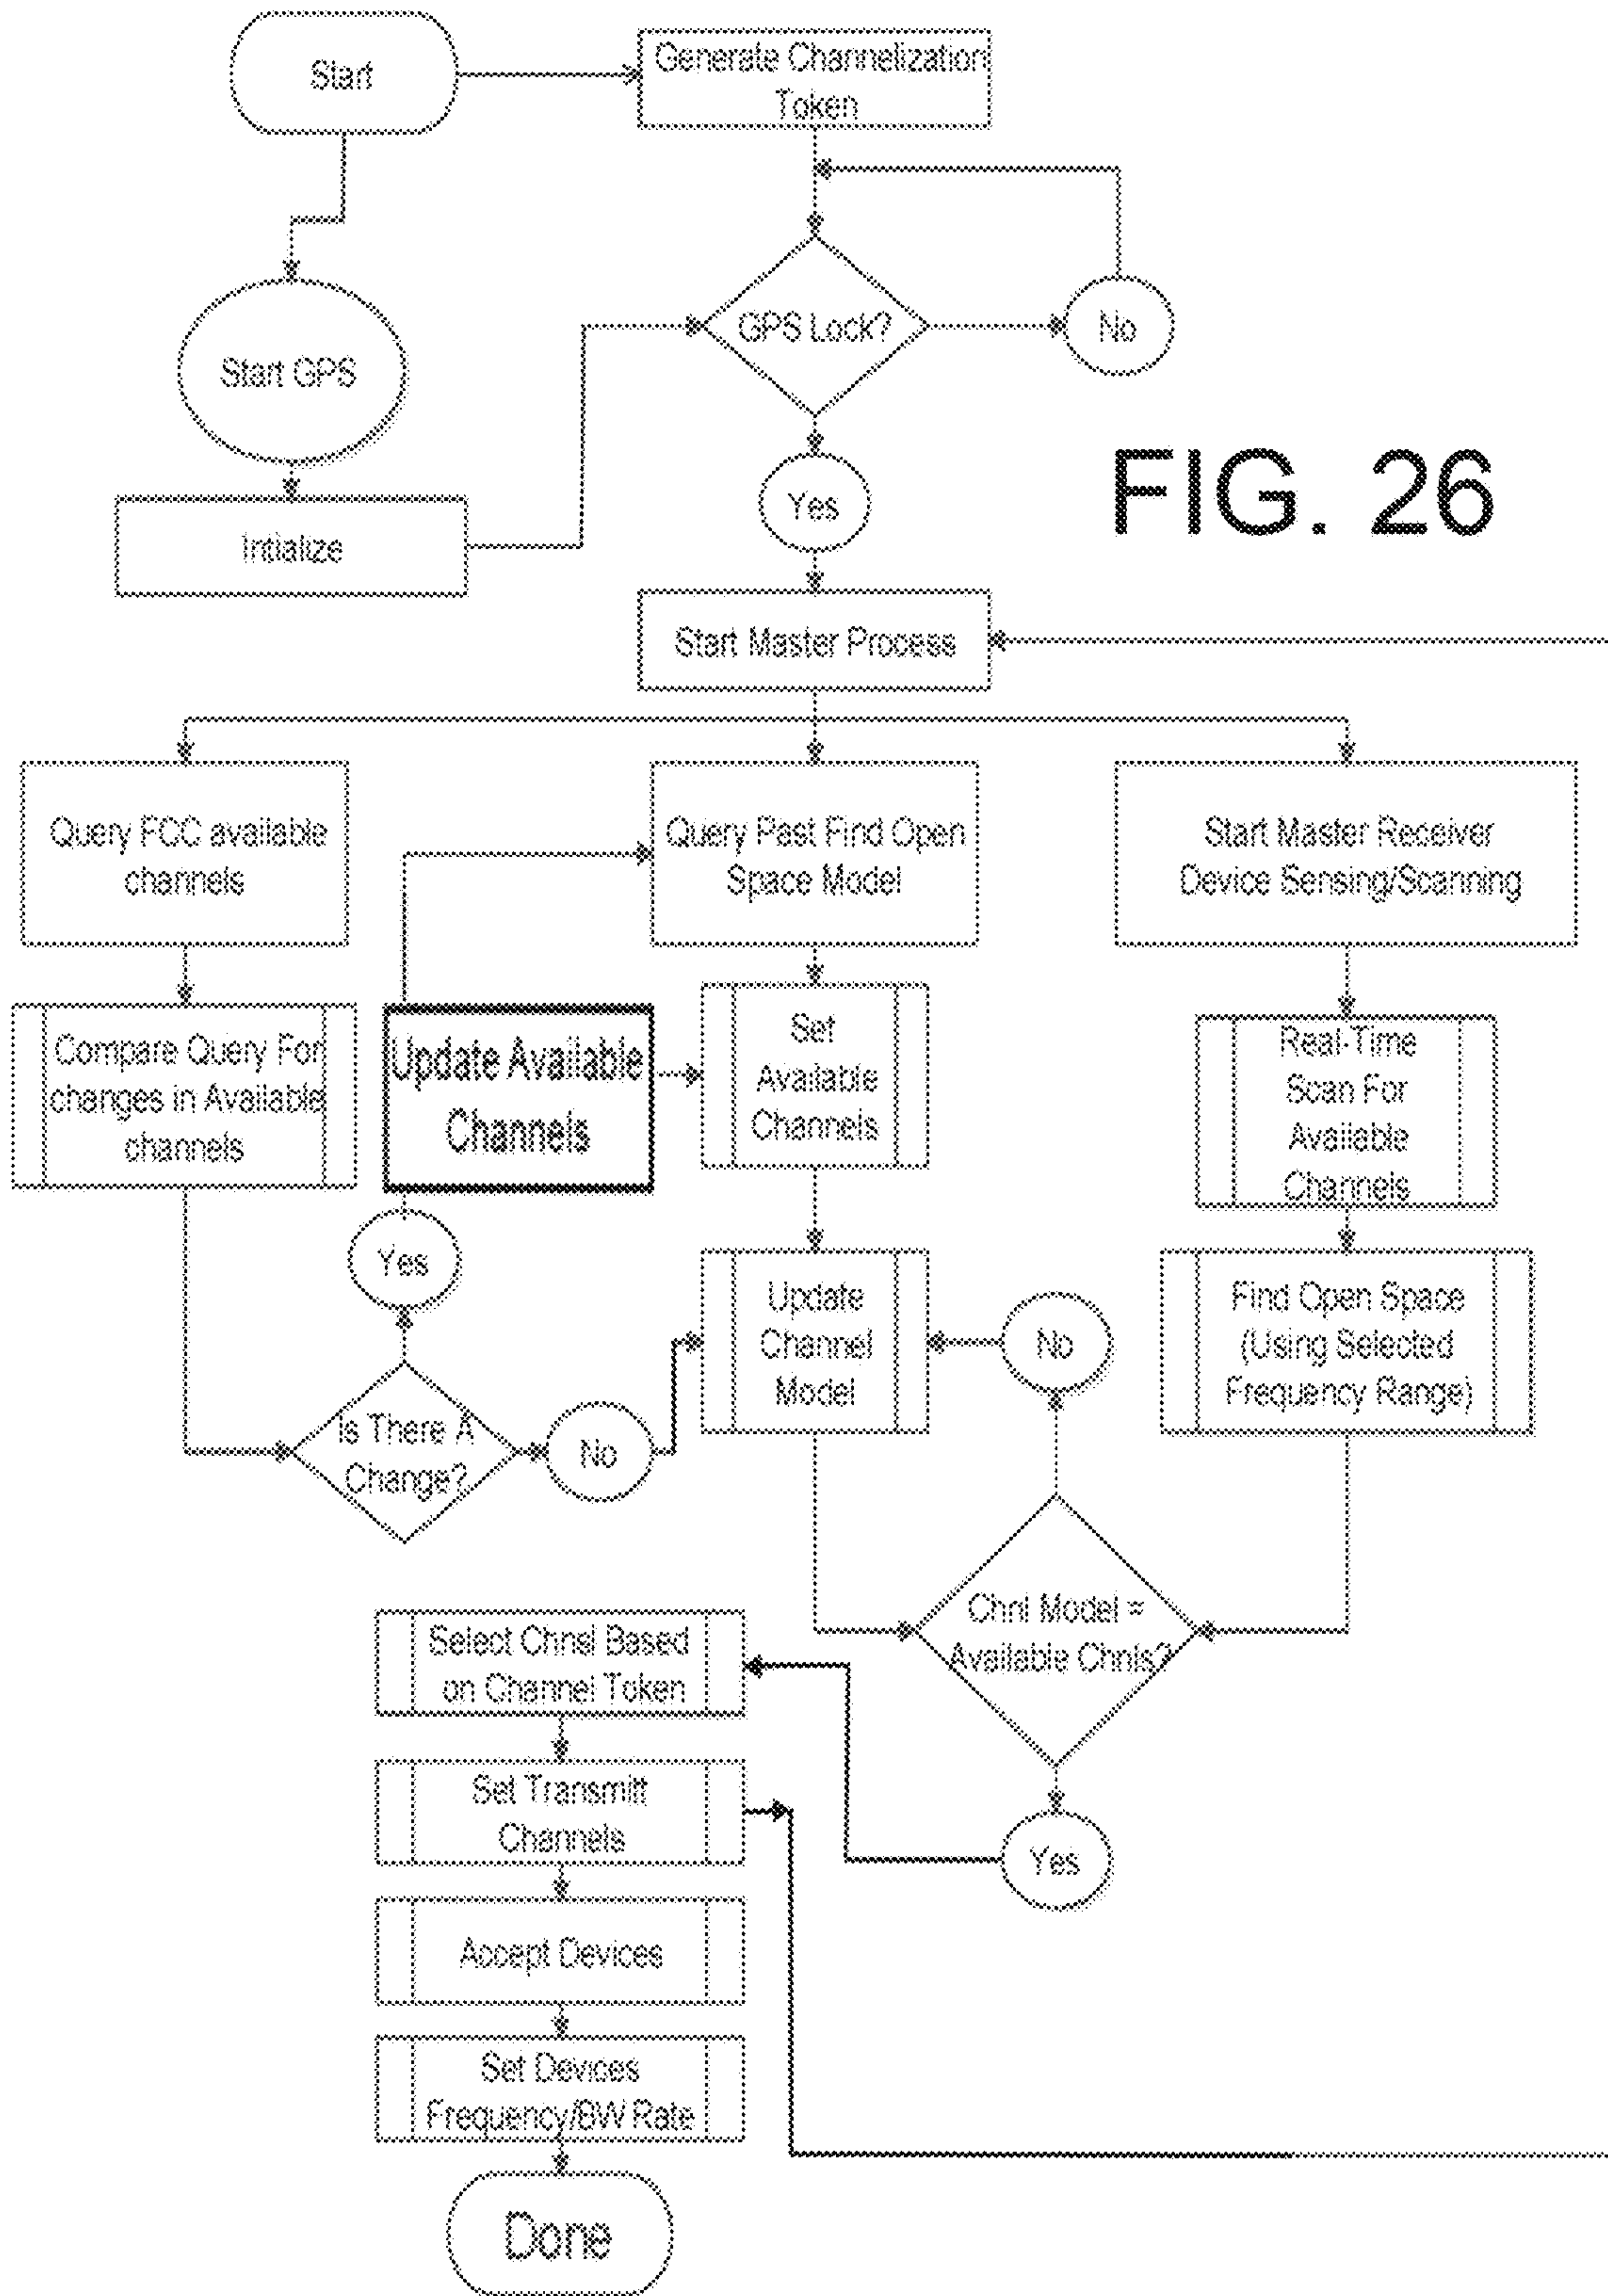 Start
Generate Channelization
Token
GPS Lock?
No
Start GPS
FIG. 26
Yes
Intialize
Start Master Process
Query FCC available
channels
Query Past Find Open
Space Model
Start Master Receiver
Device Sensing/Scanning
Compare Query For
changes in Available
channels
Update Available
Channels
Set
Available
Channels
Real-Time
Scan For
Available
Channels
Yes
Update
Channel
Model
No
Find Open Space
(Using Selected
Frequency Range)
Is There A
Change?
No
Chnl Model =
Available Chnls?
Select Chnsl Based
on Channel Token
Set Transmitt
Channels
Yes
Accept Devices
Set Devices
Frequency/BW Rate
Done